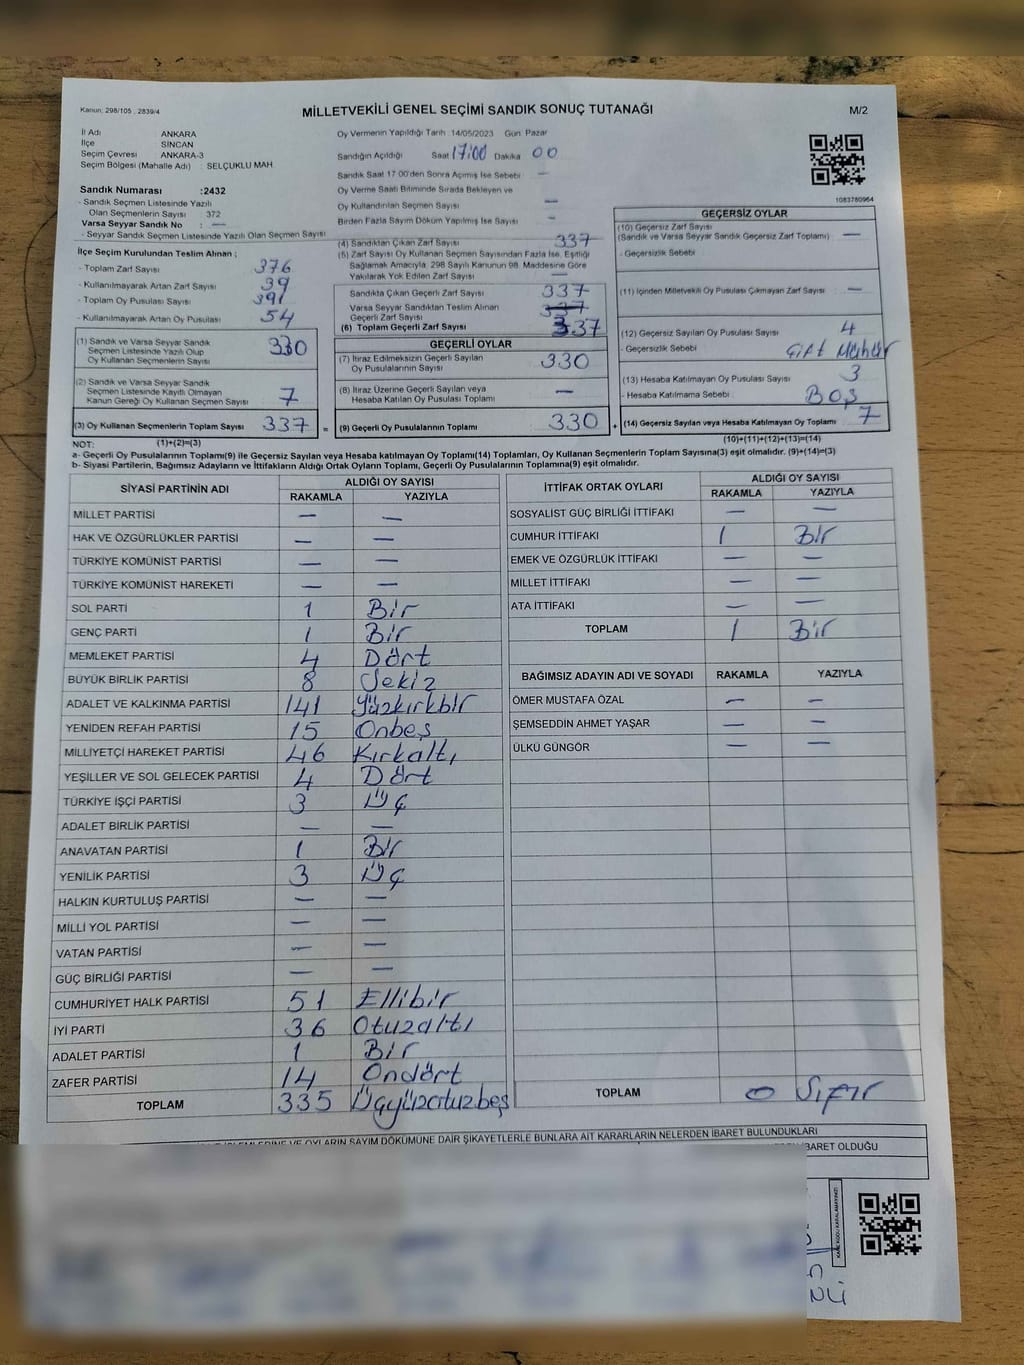 Kanun: 298/105 , 2839/4
MİLLETVEKİLİ GENEL SEÇİMİ SANDIK SONUÇ TUTANAĞI
M/2
İl Adı ANKARA
İlçe SİNCAN
Seçim Çevresi ANKARA-3
Seçim Bölgesi (Mahalle Adı) : SELÇUKLU MAH.
Oy Vermenin Yapıldığı Tarih 14/05/2023 Gün Pazar
Sandığın Açıldığı Saat 17:00 Dakika 00
Sandık Saat 17 00'den Sonra Açılmış İse Sebebi —
Oy Verme Saati Bitiminde Sırada Bekleyen ve
Oy Kullandırılan Seçmen Sayısı —
Birden Fazla Sayım Döküm Yapılmış İse Sayısı –
1083780964
Sandık Numarası :2432
- Sandık Seçmen Listesinde Yazılı
Olan Seçmenlerin Sayısı 372
Varsa Seyyar Sandık No : —
- Seyyar Sandık Seçmen Listesinde Yazılı Olan Seçmen Sayısı
İlçe Seçim Kurulundan Teslim Alınan ;
- Toplam Zarf Sayısı 376
- Kullanılmayarak Artan Zarf Sayısı 39
- Toplam Oy Pusulası Sayısı 391
- Kullanılmayarak Artan Oy Pusulası 54
(1) Sandık ve Varsa Seyyar Sandık
Seçmen Listesinde Yazılı Olup
Oy Kullanan Seçmenlerin Sayısı 330
(2) Sandık ve Varsa Seyyar Sandık
Seçmen Listesinde Kayıtlı Olmayan
Kanun Gereği Oy Kullanan Seçmen Sayısı 7
(3) Oy Kullanan Seçmenlerin Toplam Sayısı 337 =
(4) Sandıktan Çıkan Zarf Sayısı 337
(5) Zarf Sayısı Oy Kullanan Seçmen Sayısından Fazla İse, Eşitliği
Sağlamak Amacıyla, 298 Sayılı Kanunun 98. Maddesine Göre
Yakılarak Yok Edilen Zarf Sayısı —
Sandıkta Çıkan Geçerli Zarf Sayısı 337
Varsa Seyyar Sandıktan Teslim Alınan
Geçerli Zarf Sayısı 337
(6) Toplam Geçerli Zarf Sayısı 337
GEÇERLİ OYLAR
(7) İtiraz Edilmeksizin Geçerli Sayılan
Oy Pusulasının Sayısı 330
(8) İtiraz Üzerine Geçerli Sayılan veya
Hesaba Katılan Oy Pusulası Toplamı —
(9) Geçerli Oy Pusulalarının Toplamı 330 +
GEÇERSİZ OYLAR
(10) Geçersiz Zarf Sayısı
(Sandık ve Varsa Seyyar Sandık Geçersiz Zarf Toplamı) —
- Geçersizlik Sebebi
(11) İçinden Milletvekili Oy Pusulası Çıkmayan Zarf Sayısı —
(12) Geçersiz Sayılan Oy Pusulası Sayısı 4
- Geçersizlik Sebebi Çift Mühür
(13) Hesaba Katılmayan Oy Pusulası Sayısı 3
- Hesaba Katılmama Sebebi BOŞ
(14) Geçersiz Sayılan veya Hesaba Katılmayan Oy Toplamı 7
NOT: (1)+(2)=(3)
(10)+(11)+(12)+(13)=(14)
a- Geçerli Oy Pusulalarının Toplamı(9) ile Geçersiz Sayılan veya Hesaba katılmayan Oy Toplamı(14) Toplamları, Oy Kullanan Seçmenlerin Toplam Sayısına(3) eşit olmalıdır. (9)+(14)=(3)
b- Siyasi Partilerin, Bağımsız Adayların ve İttifakların Aldığı Ortak Oyların Toplamı, Geçerli Oy Pusulalarının Toplamına(9) eşit olmalıdır.
SİYASİ PARTİNİN ADI ALDIĞI OY SAYISI
RAKAMLA YAZIYLA
MİLLET PARTİSİ — —
HAK VE ÖZGÜRLÜKLER PARTİSİ — —
TÜRKİYE KOMÜNİST PARTİSİ — —
TÜRKİYE KOMÜNİST HAREKETİ — —
SOL PARTİ 1 Bir
GENÇ PARTİ 1 Bir
MEMLEKET PARTİSİ 4 Dört
BÜYÜK BİRLİK PARTİSİ 8 Sekiz
ADALET VE KALKINMA PARTİSİ 141 Yüzkırkbir
YENİDEN REFAH PARTİSİ 15 Onbeş
MİLLİYETÇİ HAREKET PARTİSİ 46 Kırkaltı
YEŞİLLER VE SOL GELECEK PARTİSİ 4 Dört
TÜRKİYE İŞÇİ PARTİSİ 3 Üç
ADALET BİRLİK PARTİSİ — —
ANAVATAN PARTİSİ 1 Bir
YENİLİK PARTİSİ 3 Üç
HALKIN KURTULUŞ PARTİSİ — —
MİLLİ YOL PARTİSİ — —
VATAN PARTİSİ — —
GÜÇ BİRLİĞİ PARTİSİ — —
CUMHURİYET HALK PARTİSİ 51 Ellibir
İYİ PARTİ 36 Otuzaltı
ADALET PARTİSİ 1 Bir
ZAFER PARTİSİ 14 Ondört
TOPLAM 335 Üçyüzotuzbeş
İTTİFAK ORTAK OYLARI ALDIĞI OY SAYISI
RAKAMLA YAZIYLA
SOSYALİST GÜÇ BİRLİĞİ İTTİFAKI — —
CUMHUR İTTİFAKI 1 Bir
EMEK VE ÖZGÜRLÜK İTTİFAKI — —
MİLLET İTTİFAKI — —
ATA İTTİFAKI — —
TOPLAM 1 Bir
BAĞIMSIZ ADAYIN ADI VE SOYADI RAKAMLA YAZIYLA
ÖMER MUSTAFA ÖZAL — —
ŞEMSEDDİN AHMET YAŞAR — —
ÜLKÜ GÜNGÖR — —
TOPLAM 0 Sıfır
İŞLEMLERİNE VE OYLARIN SAYIM DÖKÜMÜNE DAİR ŞİKAYETLERLE BUNLARA AİT KARARLARIN NELERDEN İBARET BULUNDUKLARI
İBARET OLDUĞU